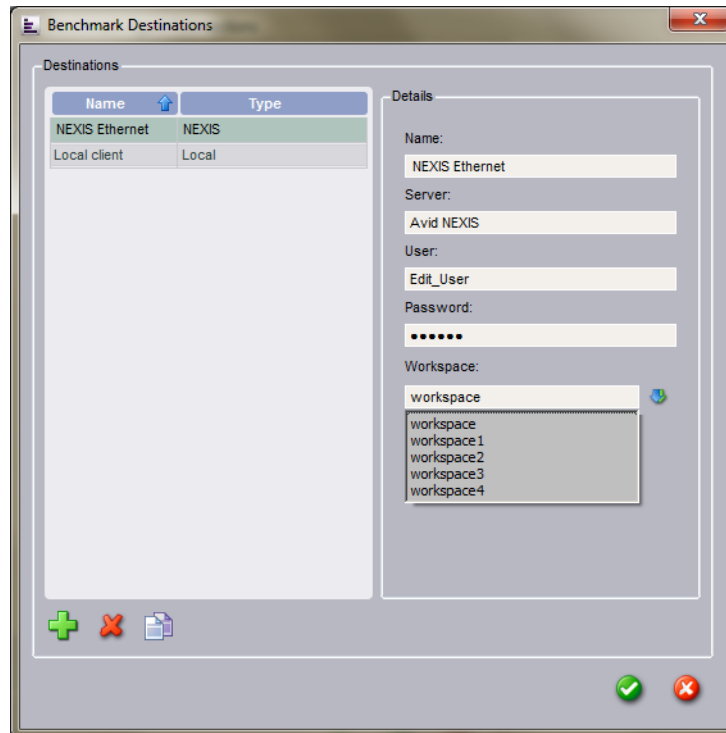 Benchmark Destinations
Destinations
Name Type
NEXIS Ethernet NEXIS
Local client Local
Details
Name:
NEXIS Ethernet
Server:
Avid NEXIS
User:
Edit_User
Password:
••••••
Workspace:
workspace
workspace
workspace1
workspace2
workspace3
workspace4